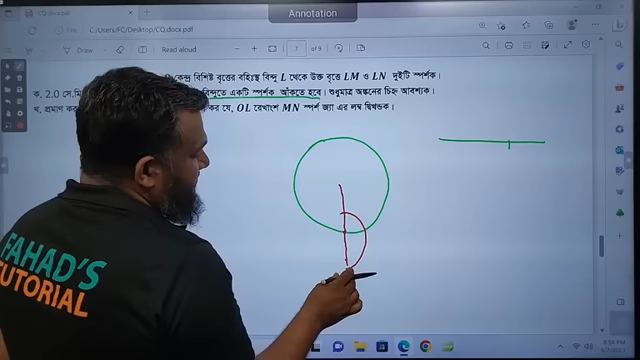 Annotation
C:/Users/FC/Desktop/CQ.docx.pdf
Draw
Read aloud
7
of 9
কেন্দ্র বিশিষ্ট বৃত্তের বহিঃস্থ বিন্দু L থেকে উক্ত বৃত্তে LM ও LN দুইটি স্পর্শক।
ক. 2.0 সে.মি
বিন্দুতে একটি স্পর্শক আঁকতে হবে। শুধুমাত্র অঙ্কনের চিহ্ন আবশ্যক।
খ. প্রমাণ কর
কর যে, OL রেখাংশ MN স্পর্শ জ্যা এর লম্ব দ্বিখন্ডক।
FAHAD'S
TUTORIAL